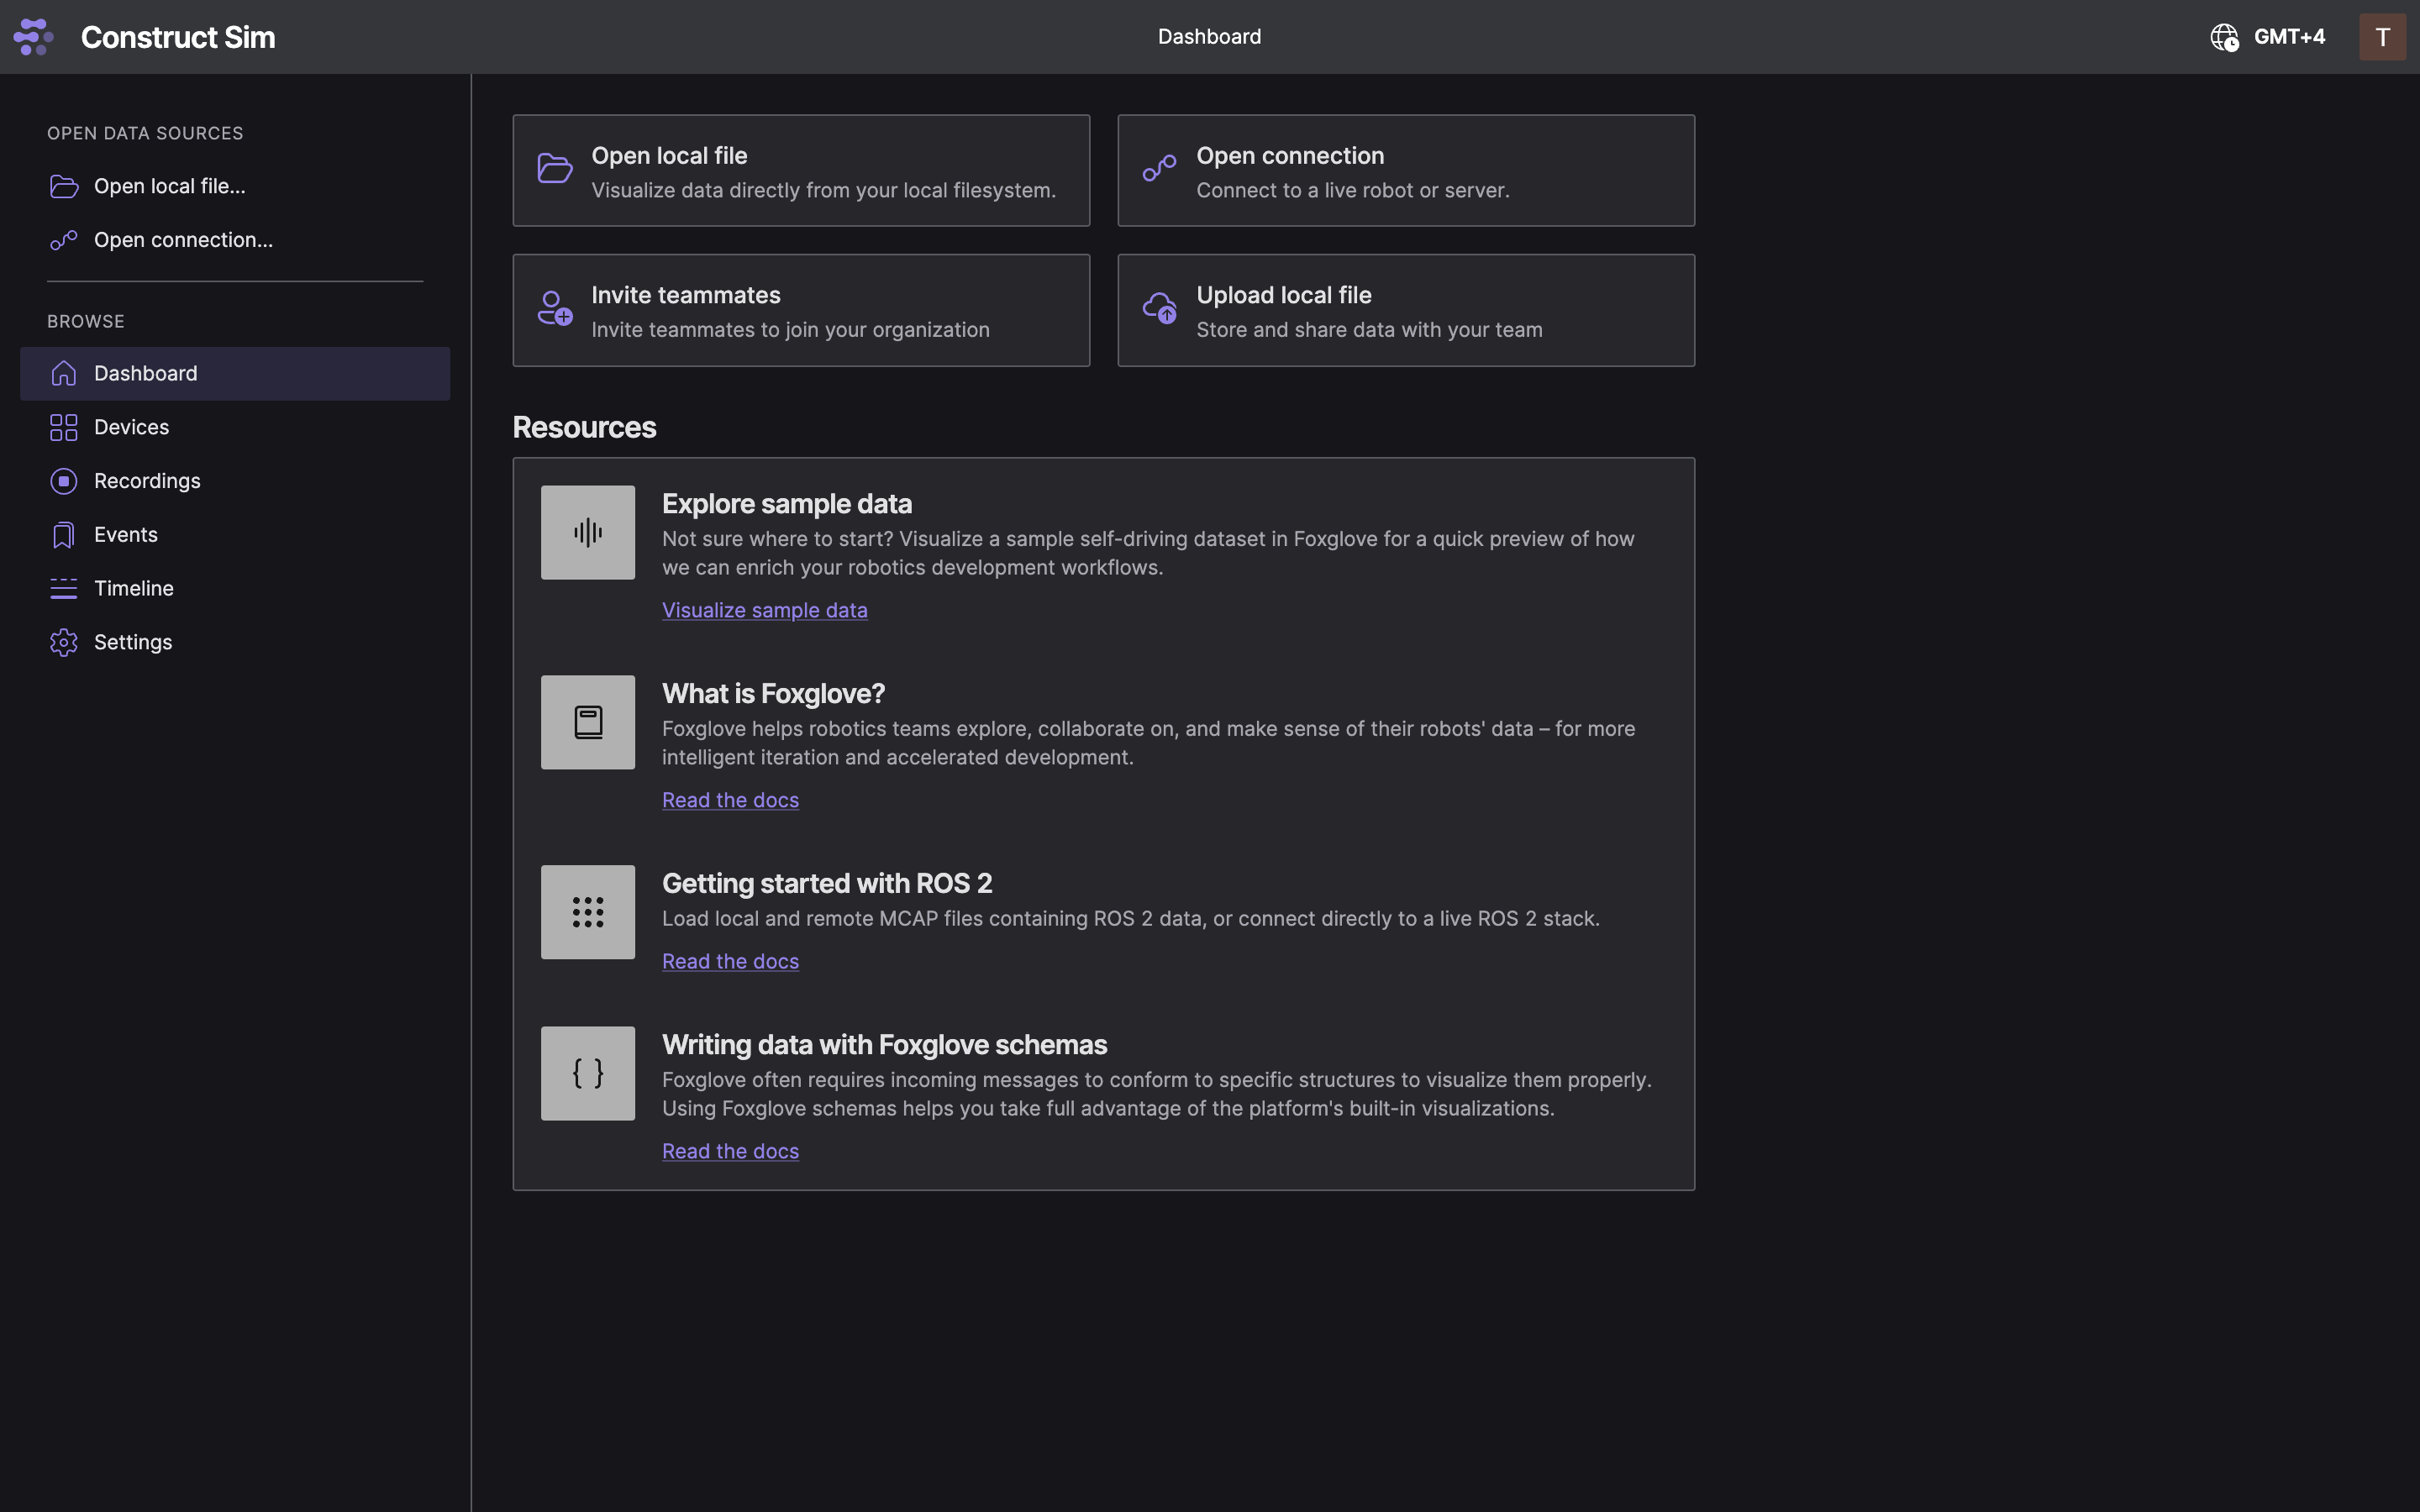 Construct Sim
Dashboard
GMT+4
T
OPEN DATA SOURCES
Open local file...
Open connection...
BROWSE
Dashboard
Devices
Recordings
Events
Timeline
Settings
Open local file
Visualize data directly from your local filesystem.
Open connection
Connect to a live robot or server.
Invite teammates
Invite teammates to join your organization
Upload local file
Store and share data with your team
Resources
Explore sample data
Not sure where to start? Visualize a sample self-driving dataset in Foxglove for a quick preview of how
we can enrich your robotics development workflows.
Visualize sample data
What is Foxglove?
Foxglove helps robotics teams explore, collaborate on, and make sense of their robots' data – for more
intelligent iteration and accelerated development.
Read the docs
Getting started with ROS 2
Load local and remote MCAP files containing ROS 2 data, or connect directly to a live ROS 2 stack.
Read the docs
Writing data with Foxglove schemas
Foxglove often requires incoming messages to conform to specific structures to visualize them properly.
Using Foxglove schemas helps you take full advantage of the platform's built-in visualizations.
Read the docs